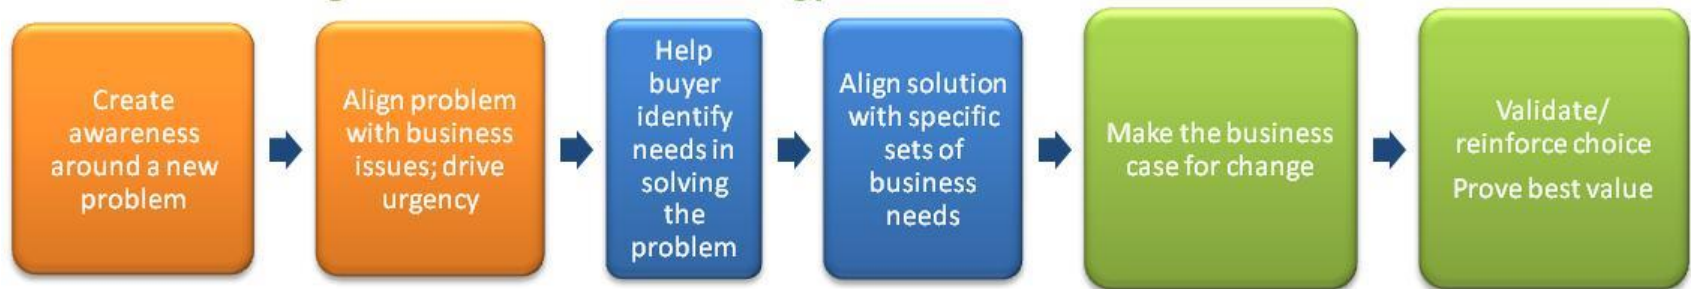 Create
awareness
around a new
problem
Align problem
with business
issues; drive
urgency
Help
buyer
identify
needs in
solving
the
problem
Align solution
with specific
sets of
business
needs
Make the business
case for change
Validate/
reinforce choice
Prove best value